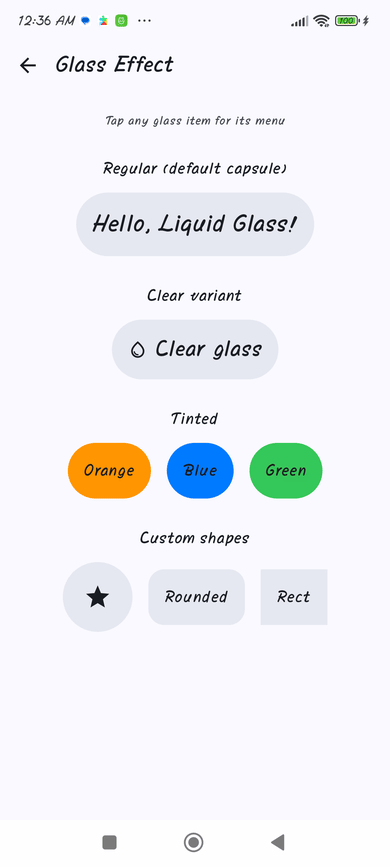 12:36 AM
100
Glass Effect
Tap any glass item for its menu
Regular (default capsule)
Hello, Liquid Glass!
Clear variant
Clear glass
Tinted
Orange Blue Green
Custom shapes
Rounded Rect